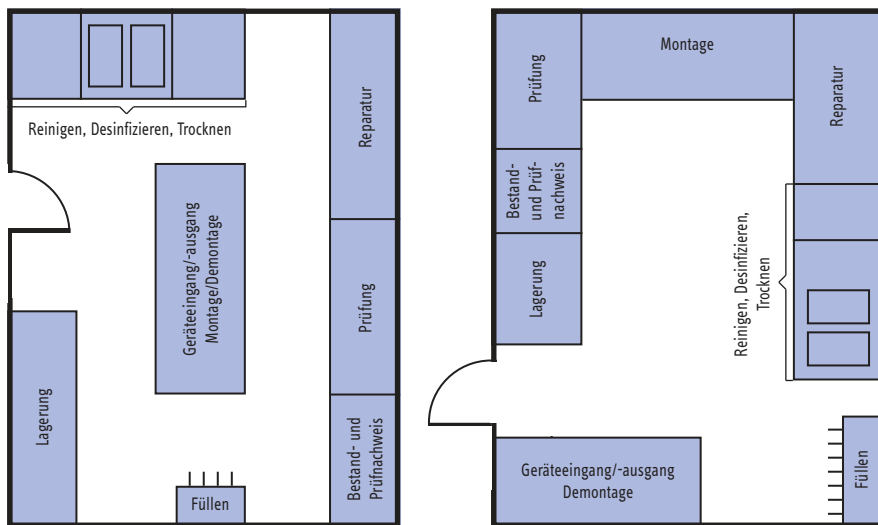 Reinigen, Desinfizieren, Trocknen
Reparatur
Geräteeingang/-ausgang
Montage/Demontage
Prüfung
Lagerung
Bestand- und
Prüfnachweis
Füllen
Prüfung
Montage
Reparatur
Bestand-
und Prüf-
nachweis
Lagerung
Reinigen, Desinfizieren,
Trocknen
Geräteeingang/-ausgang
Demontage
Füllen